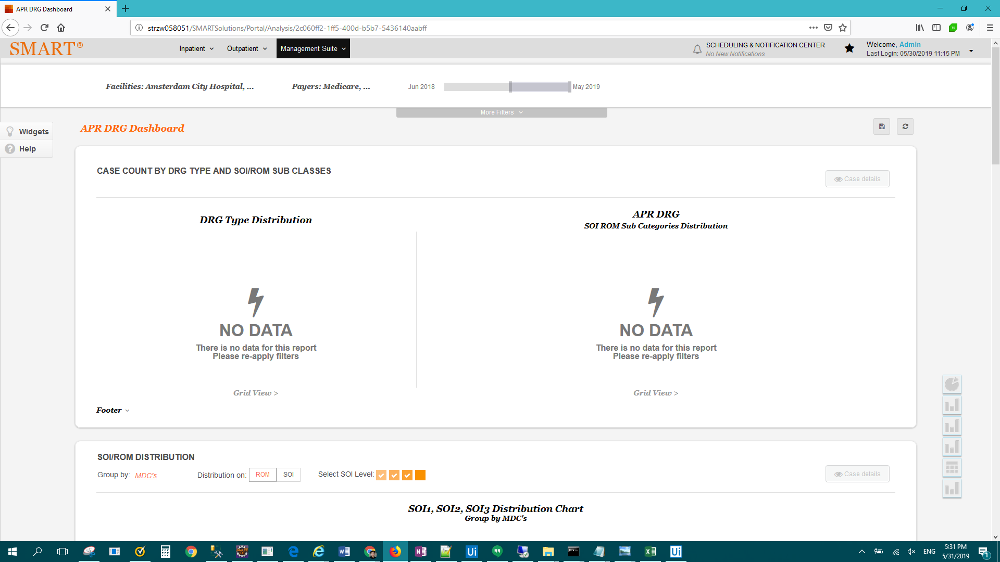 APR DRG Dashboard
strzw058051/SMARTSolutions/Portal/Analysis/2c060ff2-1ff5-400d-b5b7-5436140aabff
SMART®
Inpatient
Outpatient
Management Suite
SCHEDULING & NOTIFICATION CENTER
No New Notifications
Welcome, Admin
Last Login: 05/30/2019 11:15 PM
Facilities: Amsterdam City Hospital, ...
Payers: Medicare, ...
Jun 2018
May 2019
More Filters
Widgets
Help
APR DRG Dashboard
CASE COUNT BY DRG TYPE AND SOI/ROM SUB CLASSES
Case details
DRG Type Distribution
NO DATA
There is no data for this report
Please re-apply filters
Grid View >
APR DRG
SOI ROM Sub Categories Distribution
NO DATA
There is no data for this report
Please re-apply filters
Grid View >
Footer
SOI/ROM DISTRIBUTION
Group by: MDC's
Distribution on: ROM SOI
Select SOI Level:
Case details
SOI1, SOI2, SOI3 Distribution Chart
Group by MDC's
ENG
5:31 PM
5/31/2019
1